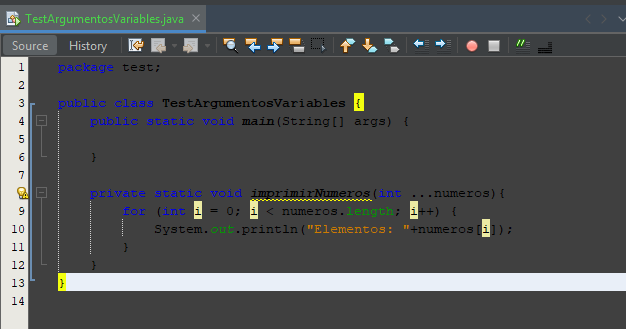 TestArgumentosVariables.java
Source History
1 package test;
2
3 public class TestArgumentosVariables {
4 public static void main(String[] args) {
5
6 }
7
private static void imprimirNumeros(int ...numeros){
9 for (int i = 0; i < numeros.length; i++) {
10 System.out.println("Elementos: "+numeros[i]);
11 }
12 }
13 }
14